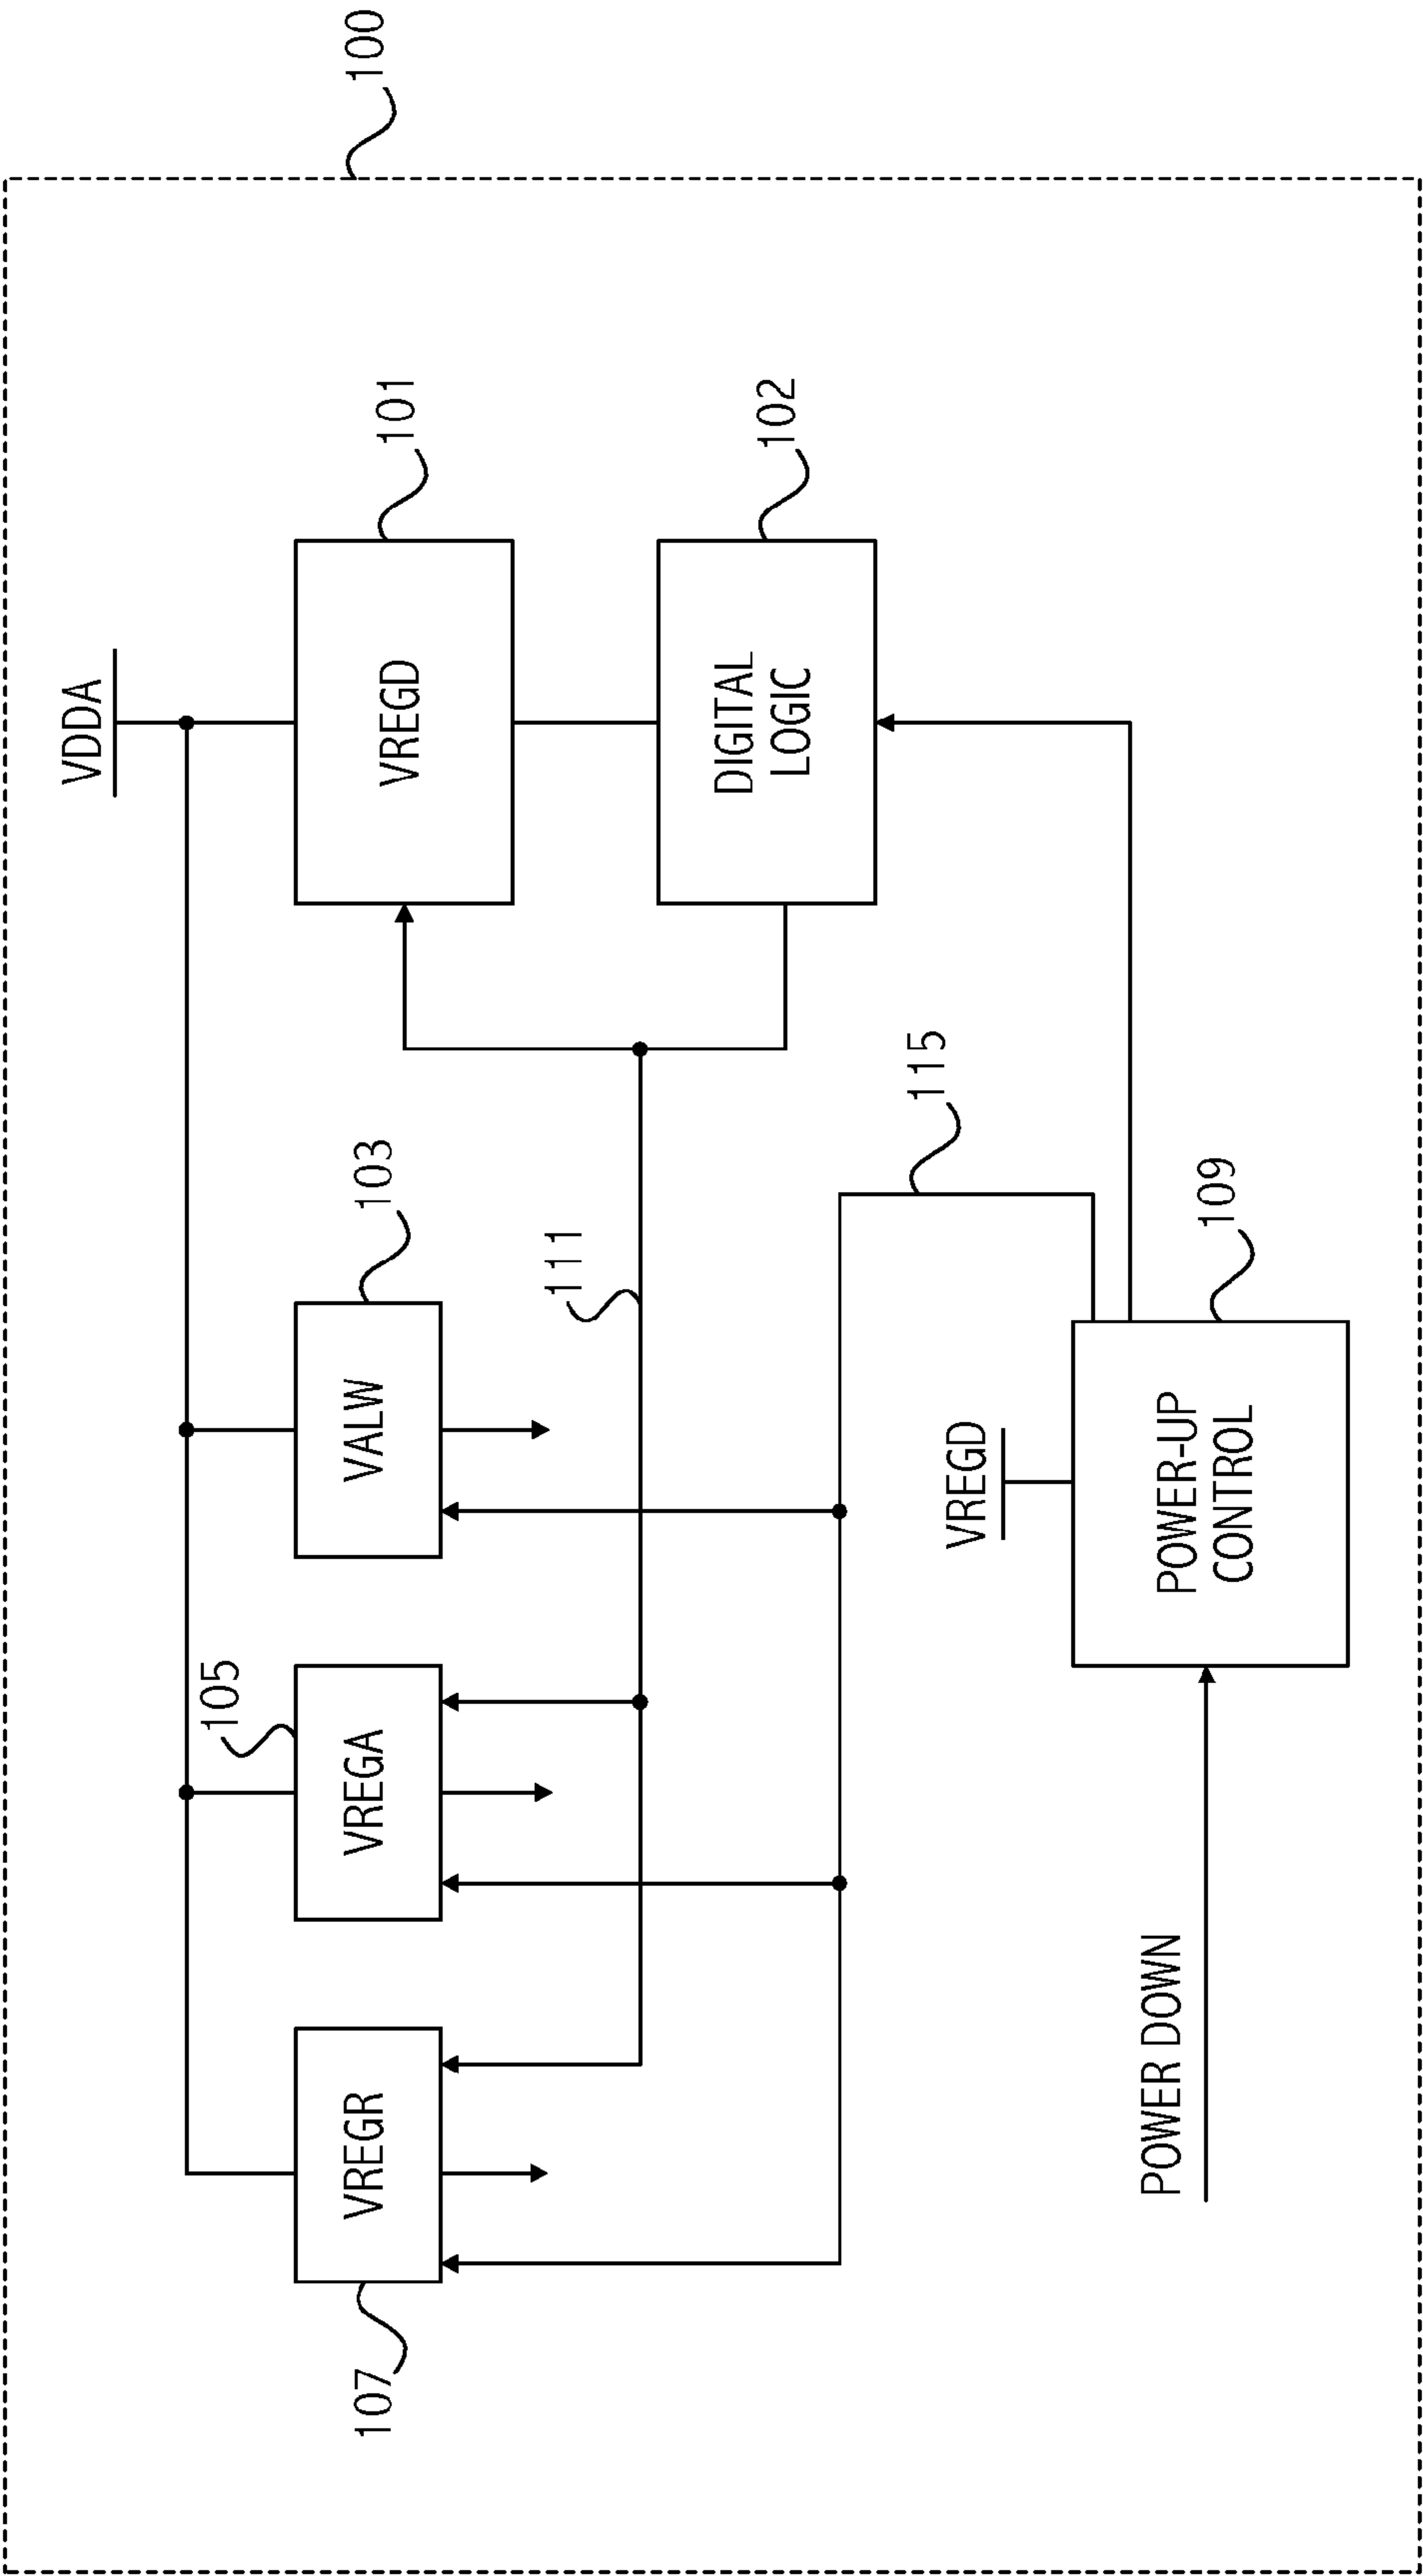 100
VDDA
107
VREGR
105
VREGA
103
VALW
101
VREGD
111
102
DIGITAL
LOGIC
115
VREGD
109
POWER-UP
CONTROL
POWER DOWN